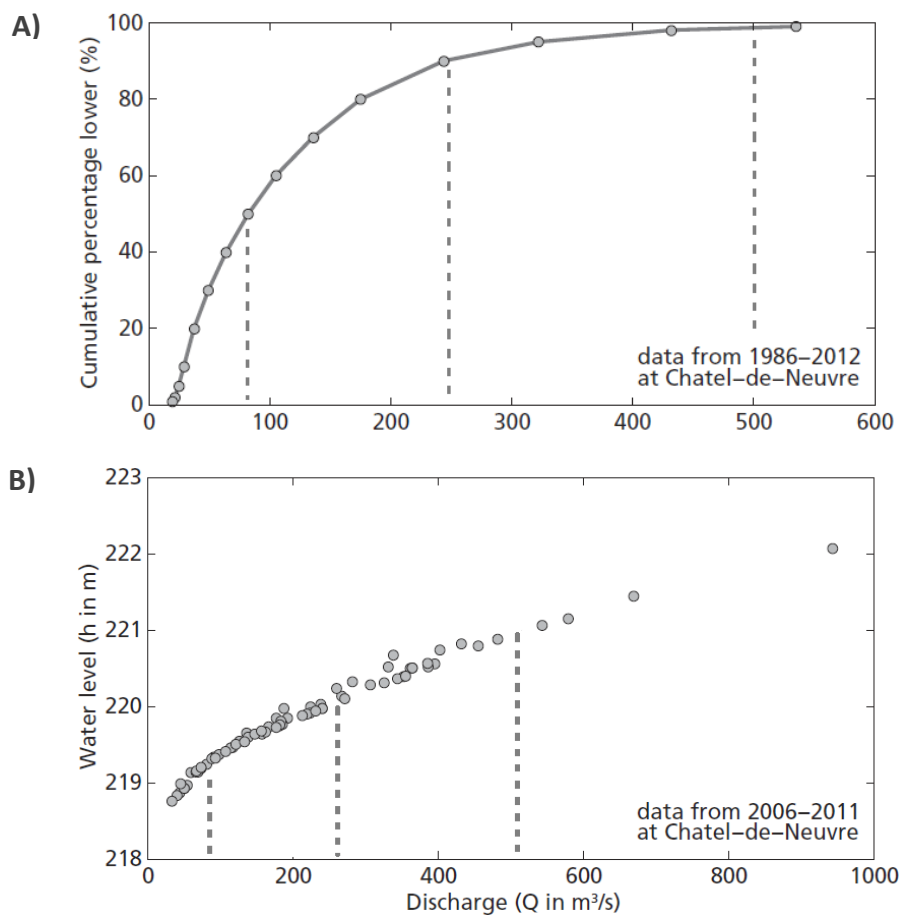 A)
Cumulative percentage lower (%)
100
80
60
40
20
0
data from 1986–2012
at Chatel–de–Neuvre
0 100 200 300 400 500 600
B)
Water level (h in m)
223
222
221
220
219
218
data from 2006–2011
at Chatel–de–Neuvre
0 200 400 600 800 1000
Discharge (Q in m³/s)